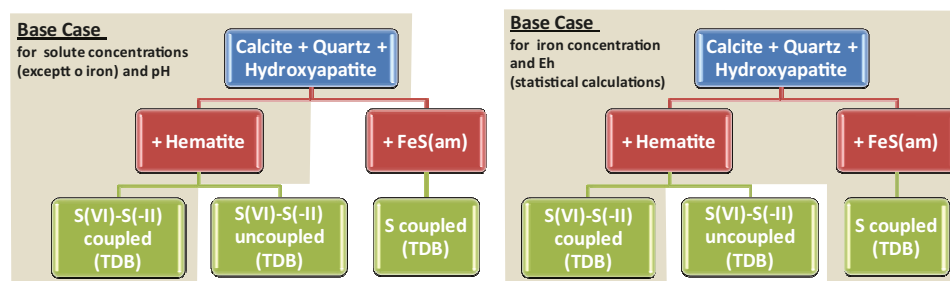 Base Case
for solute concentrations
(exceptt o iron) and pH
Calcite + Quartz +
Hydroxyapatite
+ Hematite
+ FeS(am)
S(VI)-S(-II)
coupled
(TDB)
S(VI)-S(-II)
uncoupled
(TDB)
S coupled
(TDB)
Base Case
for iron concentration
and Eh
(statistical calculations)
Calcite + Quartz +
Hydroxyapatite
+ Hematite
+ FeS(am)
S(VI)-S(-II)
coupled
(TDB)
S(VI)-S(-II)
uncoupled
(TDB)
S coupled
(TDB)